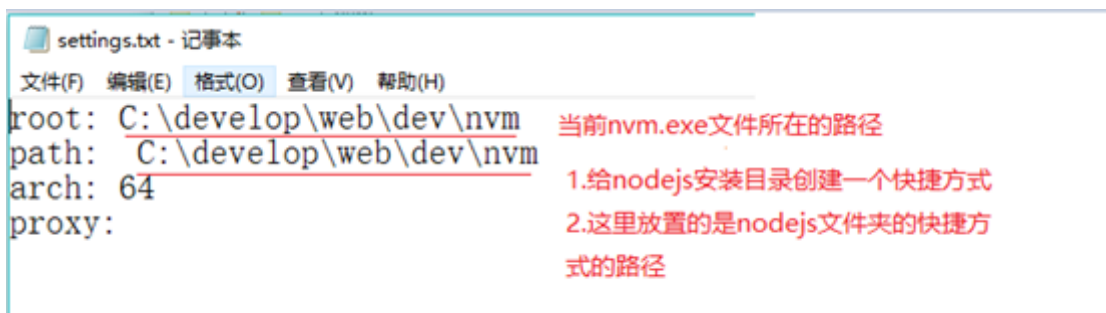 settings.txt - 记事本
文件(F) 编辑(E) 格式(O) 查看(V) 帮助(H)
root: C:\develop\web\dev\nvm
当前nvm.exe文件所在的路径
path: C:\develop\web\dev\nvm
arch: 64
proxy:
1.给nodejs安装目录创建一个快捷方式
2.这里放置的是nodejs文件夹的快捷方
式的路径